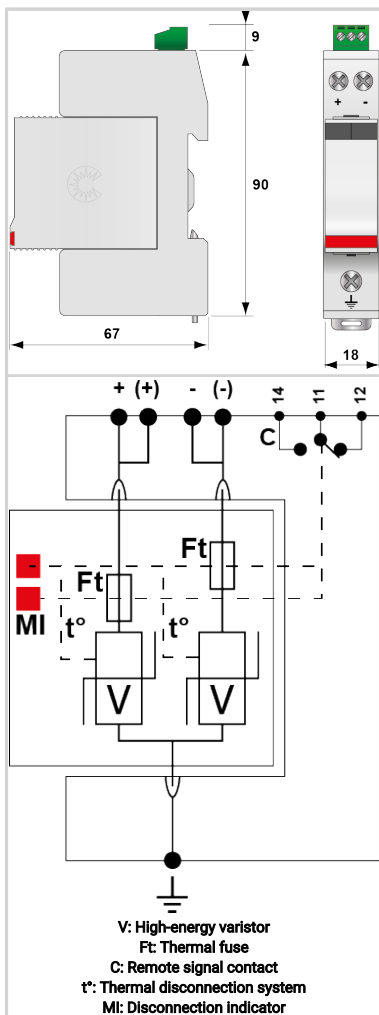 9
+ -
90
67
18
+ (+) - (-) 14 11 12
C
Ft
- Ft
MI t° t°
V V
V: High-energy varistor
Ft: Thermal fuse
C: Remote signal contact
t°: Thermal disconnection system
MI: Disconnection indicator